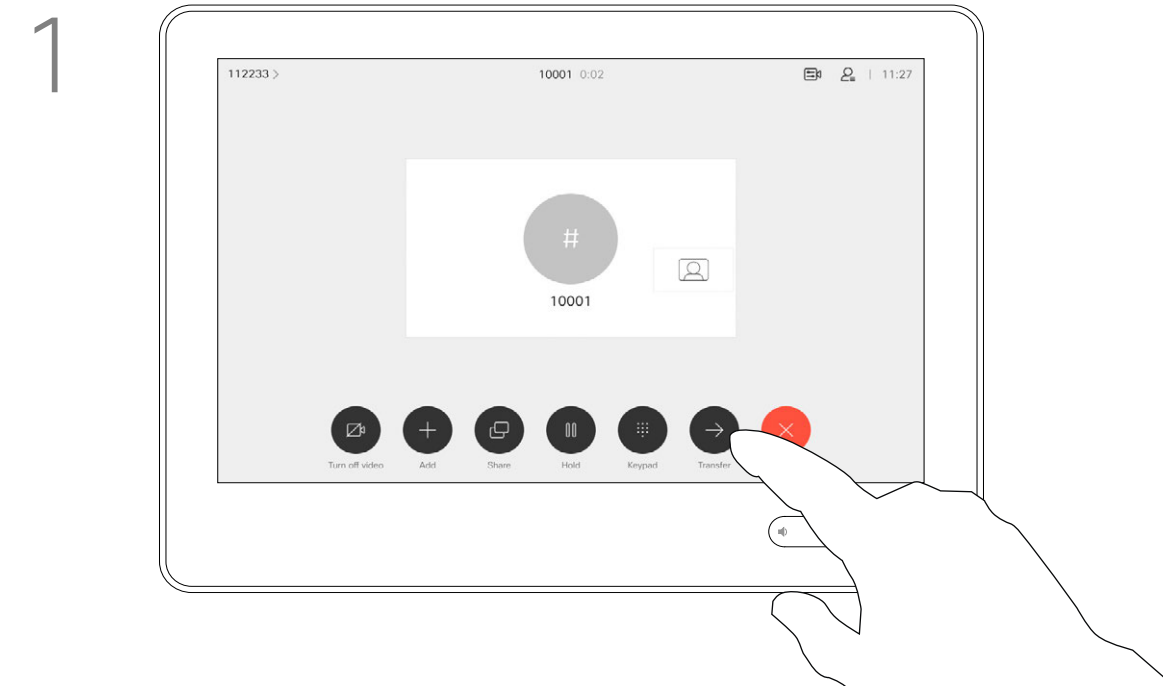 1
112233 >
10001 0:02
11:27
#
10001
Turn off video
Add
Share
Hold
Keypad
Transfer